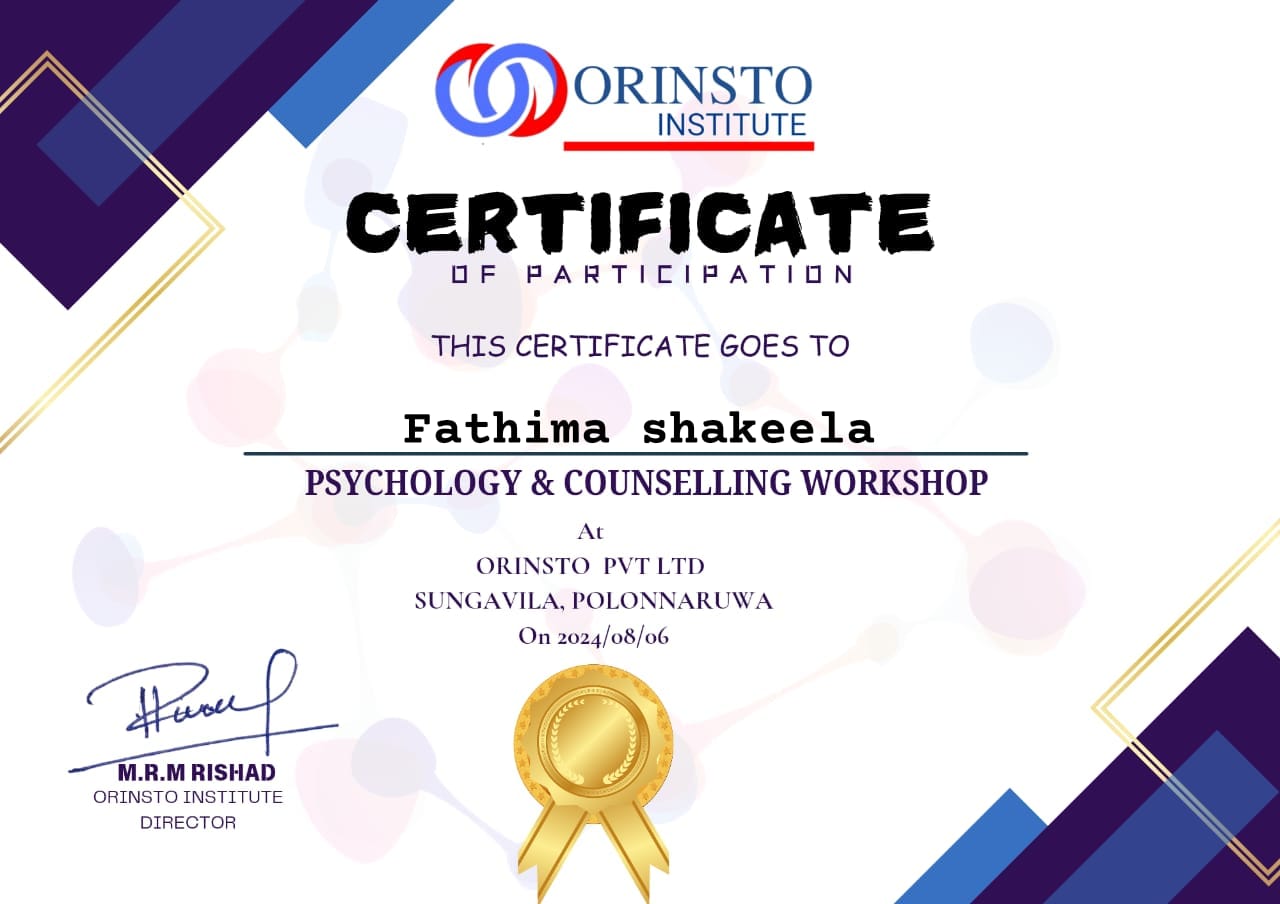 ORINSTO
INSTITUTE
CERTIFICATE
OF PARTICIPATION
THIS CERTIFICATE GOES TO
Fathima shakeela
PSYCHOLOGY & COUNSELLING WORKSHOP
At
ORINSTO PVT LTD
SUNGAVILA, POLONNARUWA
On 2024/08/06
M.R.M RISHAD
ORINSTO INSTITUTE
DIRECTOR